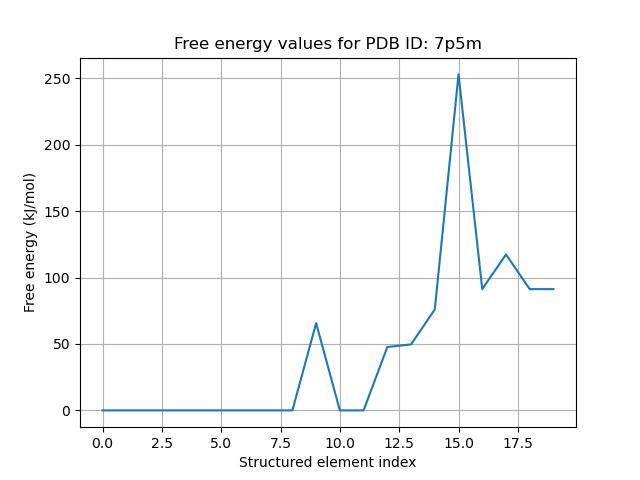 Free energy values for PDB ID: 7p5m
250
200
150
100
50
0
Free energy (kJ/mol)
0.0 2.5 5.0 7.5 10.0 12.5 15.0 17.5
Structured element index